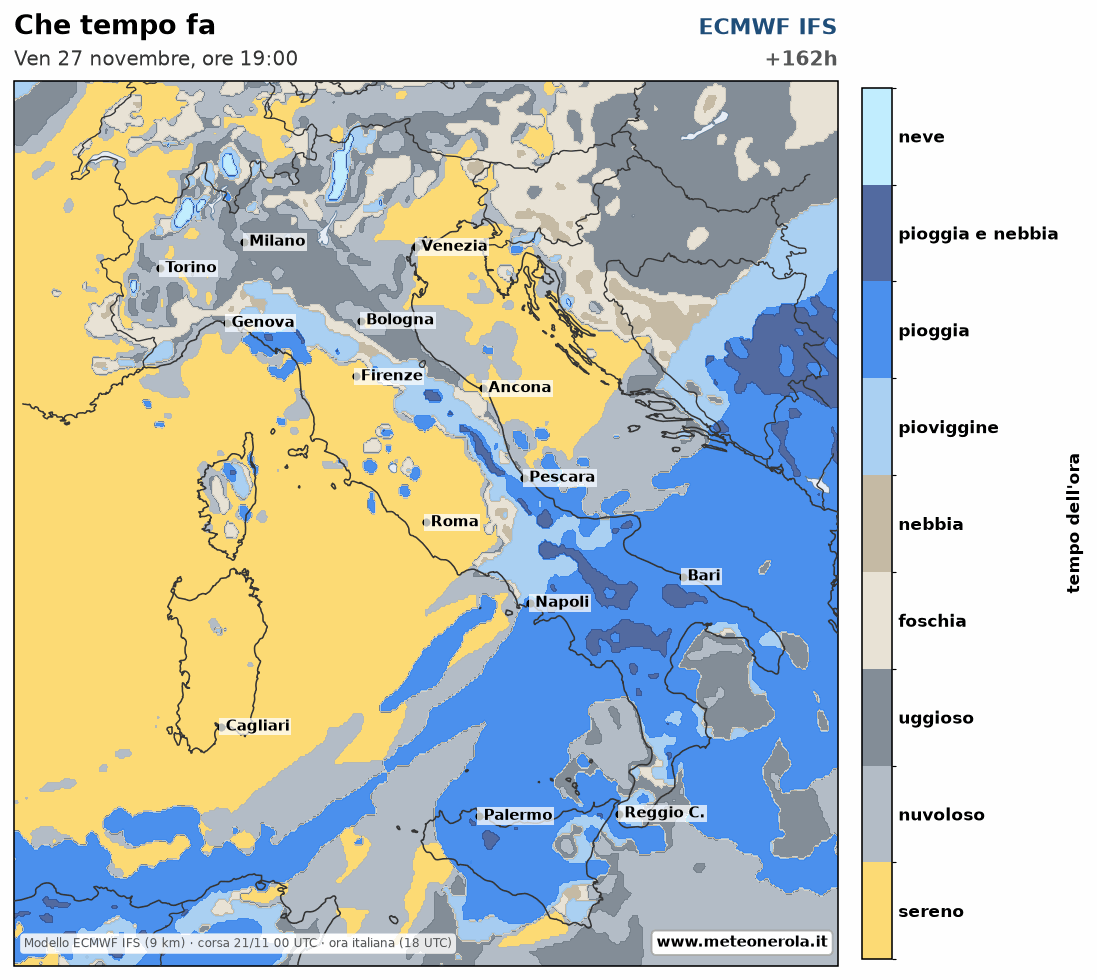 Che tempo fa
ECMWF IFS
Ven 27 novembre, ore 19:00
+162h
neve
pioggia e nebbia
pioggia
pioviggine
nebbia
foschia
uggioso
nuvoloso
sereno
tempo dell'ora
Milano
Venezia
Torino
Genova
Bologna
Firenze
Ancona
Pescara
Roma
Bari
Napoli
Cagliari
Palermo
Reggio C.
Modello ECMWF IFS (9 km) · corsa 21/11 00 UTC · ora italiana (18 UTC)
www.meteonerola.it